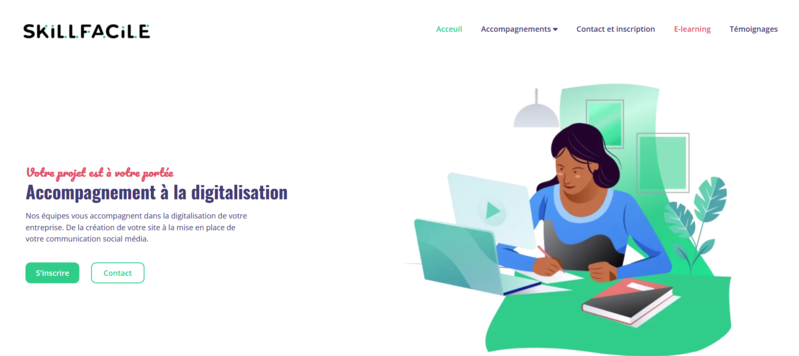 SKiLLFACiLE
Acceuil
Accompagnements
Contact et inscription
E-learning
Témoignages
Votre projet est à votre portée
Accompagnement à la digitalisation
Nos équipes vous accompagnent dans la digitalisation de votre
entreprise. De la création de votre site à la mise en place de
votre communication social média.
S'inscrire
Contact